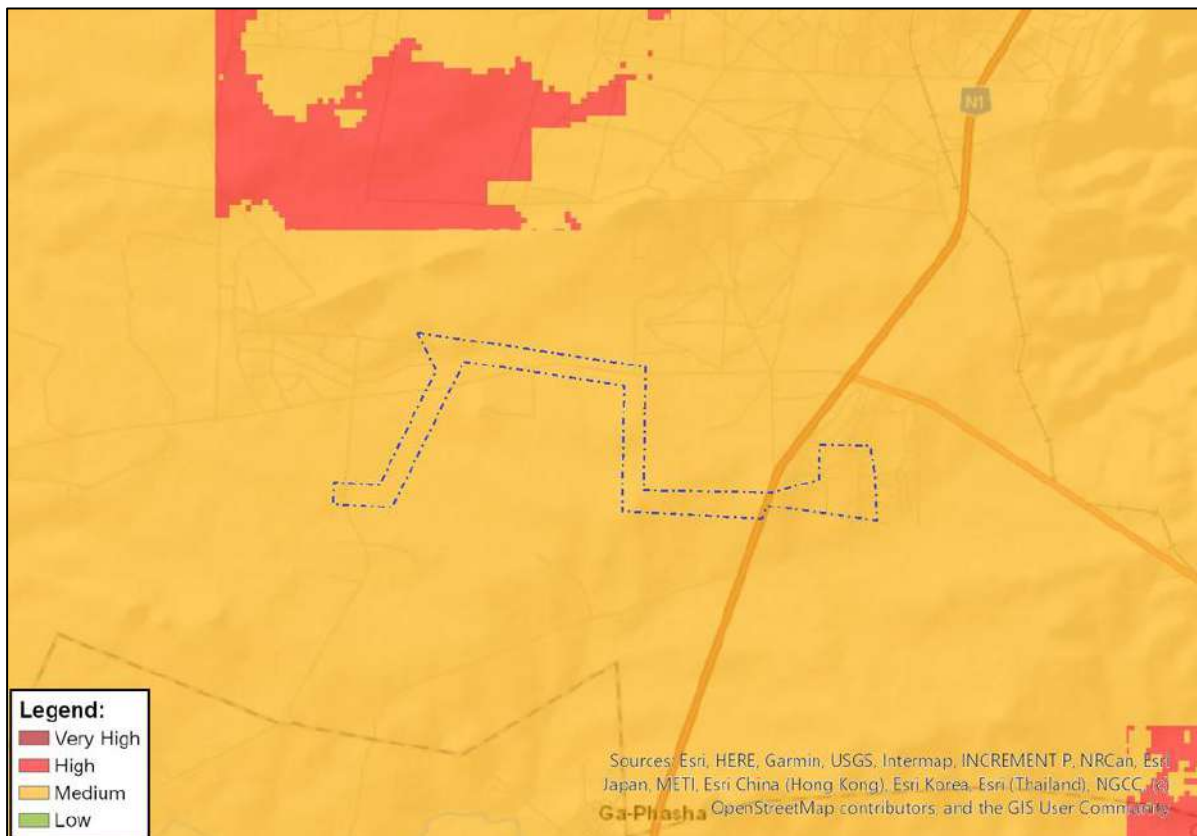 N1
Legend:
Very High
High
Medium
Low
Sources: Esri, HERE, Garmin, USGS, Intermap, INCREMENT P, NRCan, Esri
Japan, METI, Esri China (Hong Kong), Esri Korea, Esri (Thailand), NGCC, (c)
OpenStreetMap contributors, and the GIS User Community
Ga-Phasha